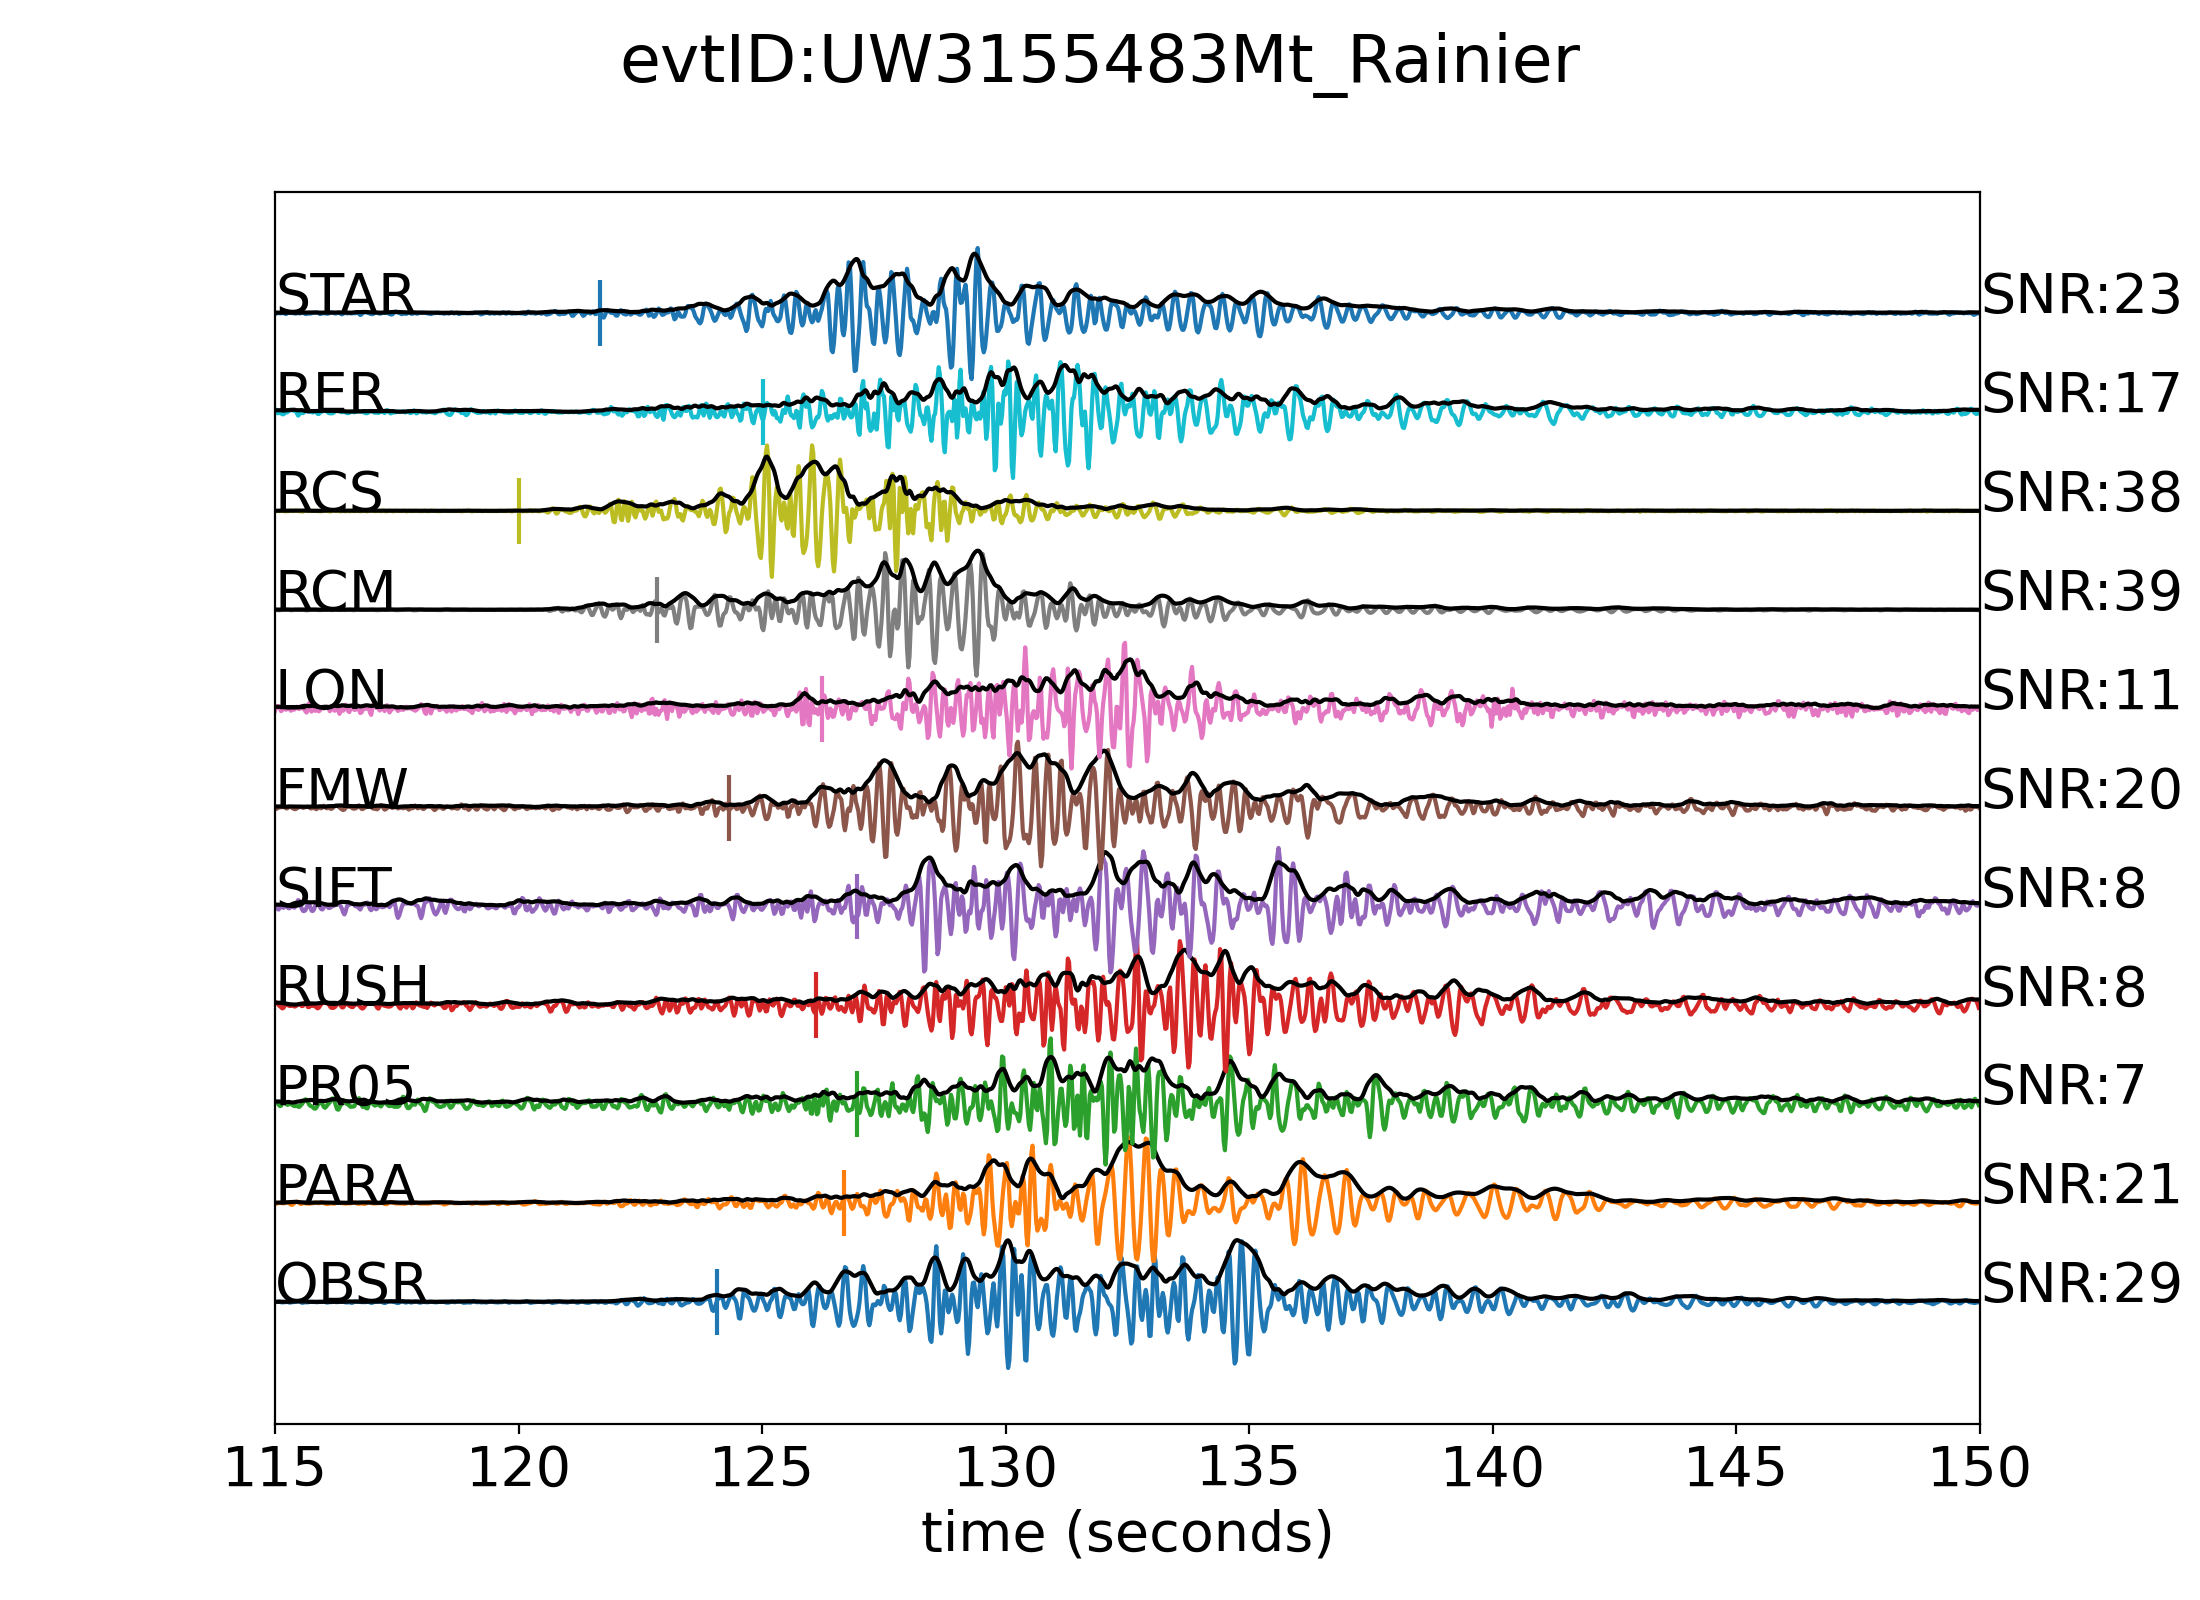 evtID:UW3155483Mt_Rainier
STAR SNR:23
RER SNR:17
RCS SNR:38
RCM SNR:39
LON SNR:11
FMW SNR:20
SIFT SNR:8
RUSH SNR:8
PR05 SNR:7
PARA SNR:21
OBSR SNR:29
115 120 125 130 135 140 145 150
time (seconds)